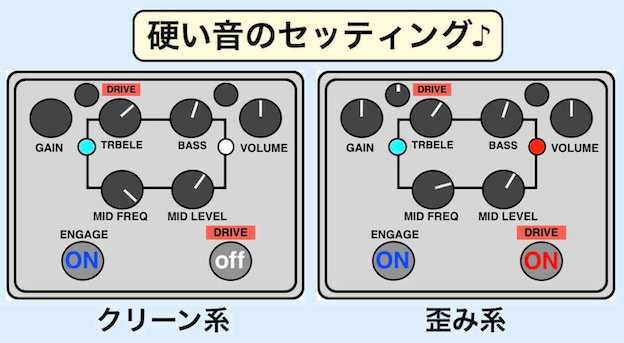 硬い音のセッティング♪
DRIVE
GAIN
TRBELE
BASS
VOLUME
MID FREQ
MID LEVEL
ENGAGE
DRIVE
ON
off
クリーン系
DRIVE
GAIN
TRBELE
BASS
VOLUME
MID FREQ
MID LEVEL
ENGAGE
DRIVE
ON
ON
歪み系